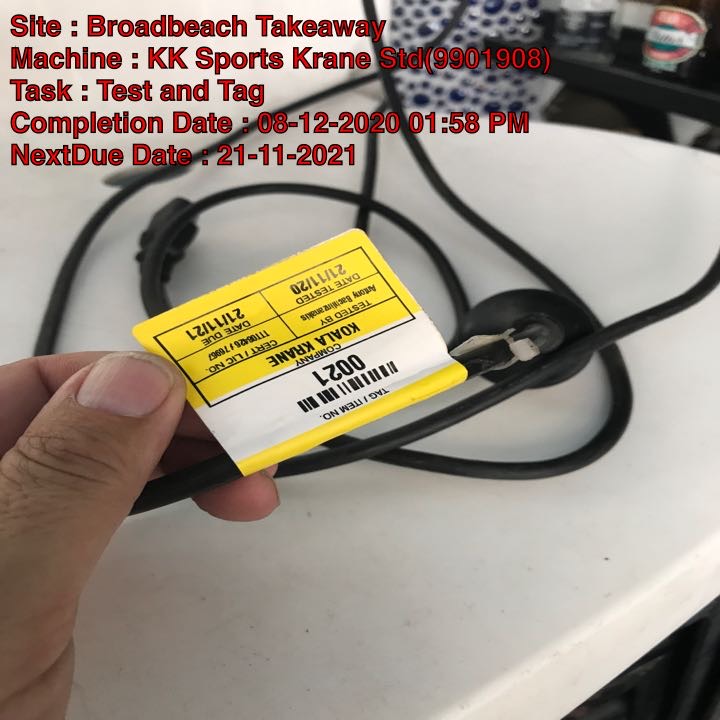 Site : Broadbeach Takeaway
Machine : KK Sports Krane Std(9901908)
Task : Test and Tag
Completion Date : 08-12-2020 01:58 PM
NextDue Date : 21-11-2021
TAG / ITEM NO.
0021
COMPANY
KOALA KRANE
TESTED BY
CERT / LIC NO.
Antony
DATE TESTED
21/11/20
DATE DUE
21/11/21